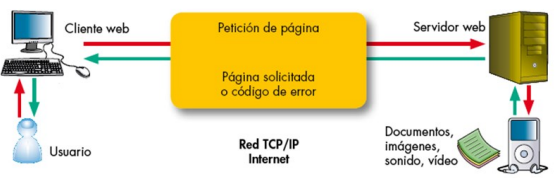 Cliente web
Petición de página
Servidor web
Página solicitada
o código de error
Usuario
Red TCP/IP
Internet
Documentos,
imágenes,
sonido, vídeo